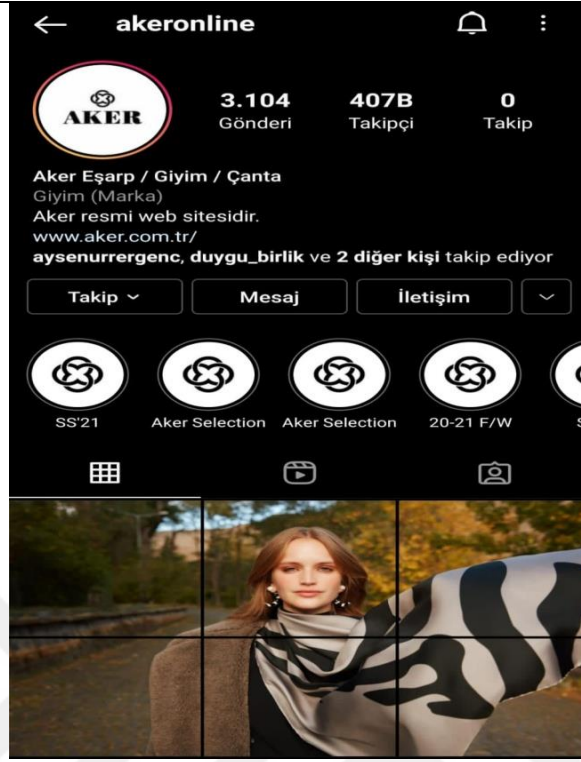 akeronline
AKER
3.104 407B 0
Gönderi Takipçi Takip
Aker Eşarp / Giyim / Çanta
Giyim (Marka)
Aker resmi web sitesidir.
www.aker.com.tr/
aysenurrergenc, duygu_birlik ve 2 diğer kişi takip ediyor
Takip Mesaj İletişim
SS'21 Aker Selection Aker Selection 20-21 F/W S